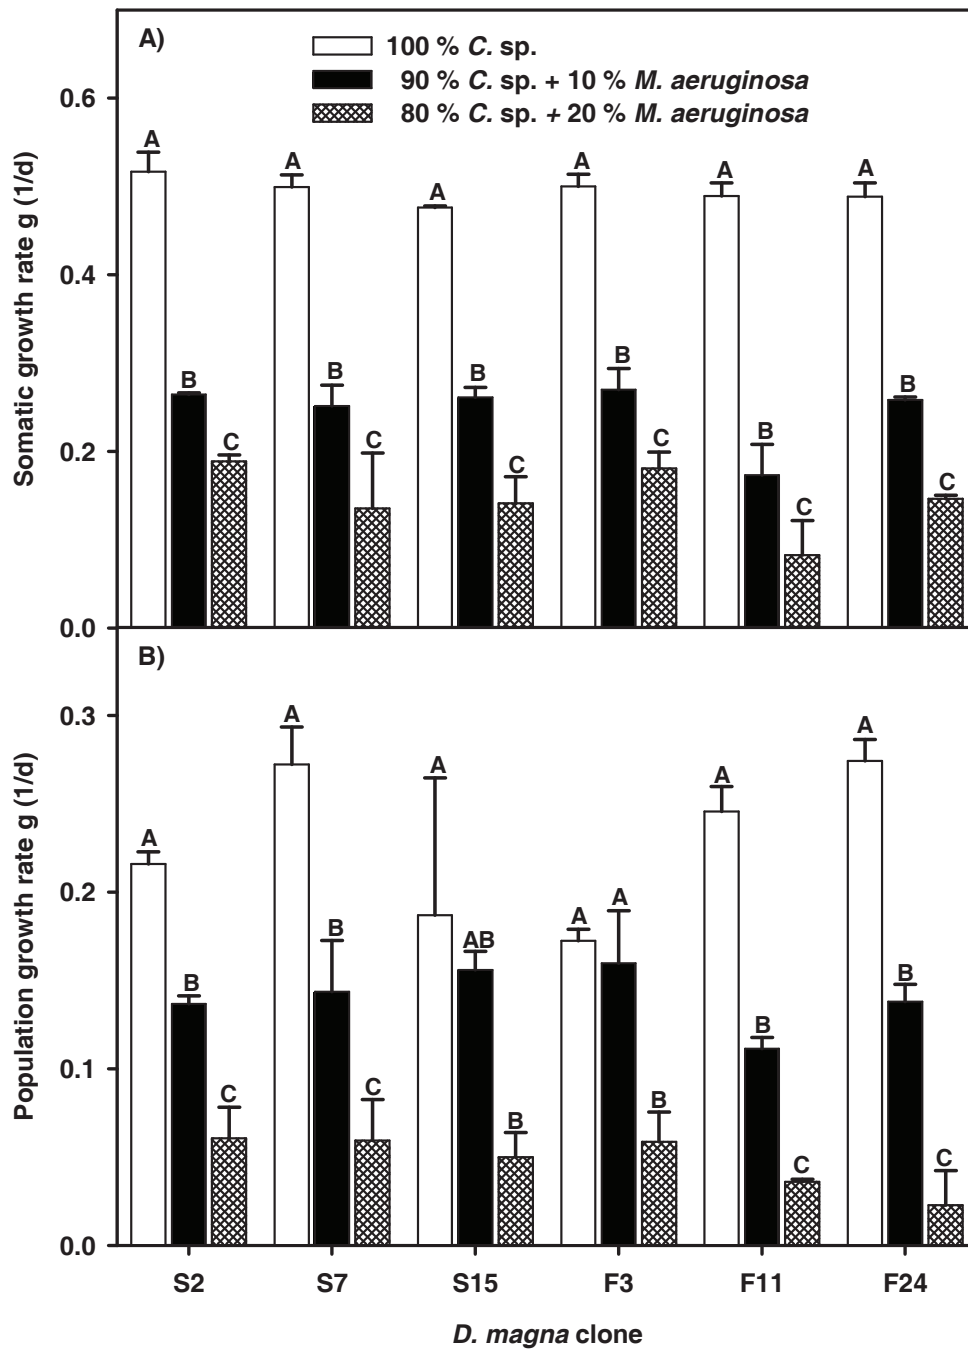 A)
100 % C. sp.
90 % C. sp. + 10 % M. aeruginosa
80 % C. sp. + 20 % M. aeruginosa
Somatic growth rate g (1/d)
0.6
0.4
0.2
0.0
A B C A B C A B C A B C A B C A B C
B)
Population growth rate g (1/d)
0.3
0.2
0.1
0.0
A B C A B C A AB B A A B A B C A B C
S2 S7 S15 F3 F11 F24
D. magna clone